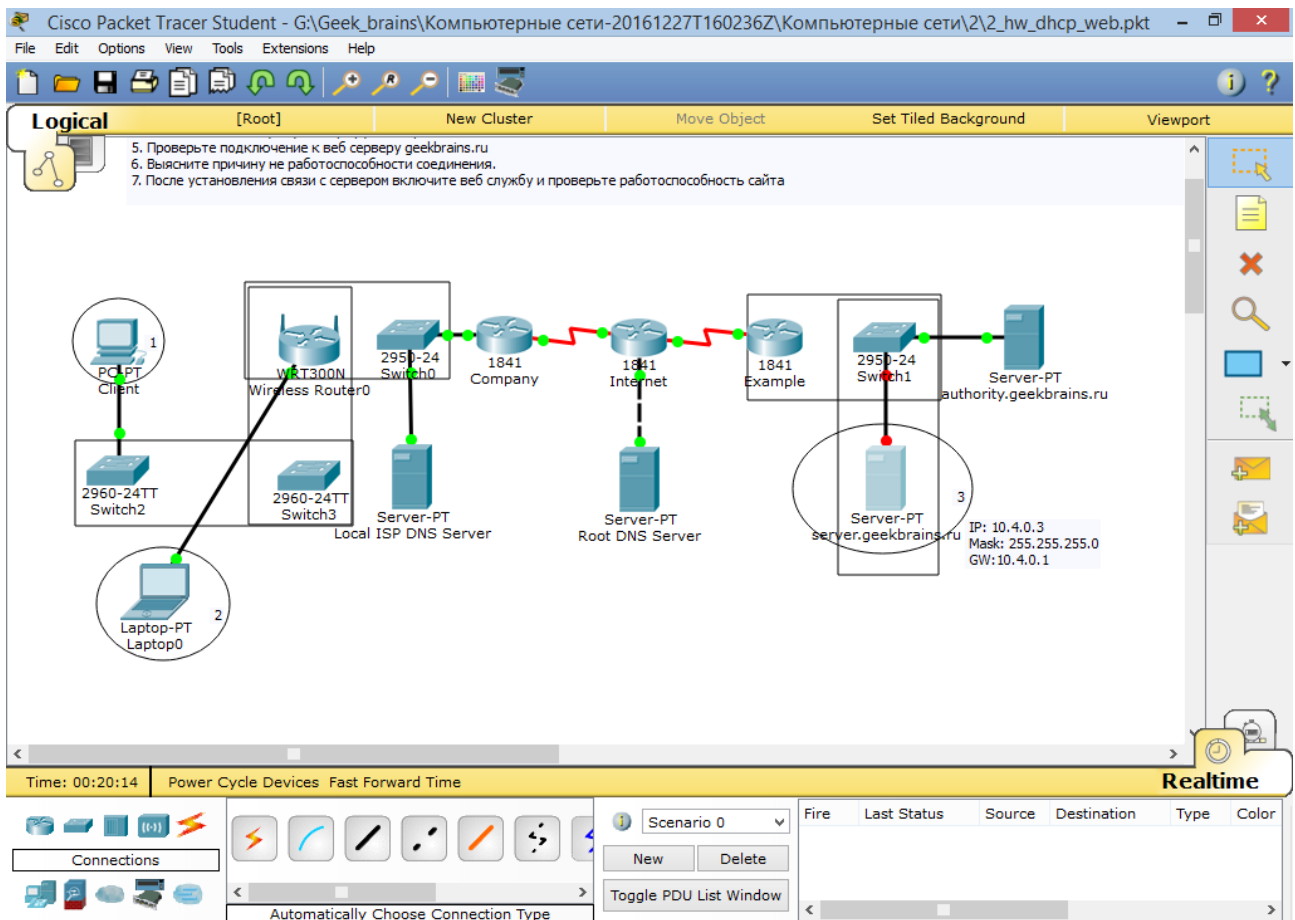 Cisco Packet Tracer Student - G:\Geek_brains\Компьютерные сети-20161227T160236Z\Компьютерные сети\2\2_hw_dhcp_web.pkt
File Edit Options View Tools Extensions Help
Logical [Root] New Cluster Move Object Set Tiled Background Viewport
5. Проверьте подключение к веб серверу geekbrains.ru
6. Выясните причину не работоспособности соединения.
7. После установления связи с сервером включите веб службу и проверьте работоспособность сайта
1
PC-PT
Client
WRT300N
Wireless Router0
2950-24
Switch0
1841
Company
1841
Internet
1841
Example
2950-24
Switch1
Server-PT
authority.geekbrains.ru
2960-24TT
Switch2
2960-24TT
Switch3
Server-PT
Local ISP DNS Server
Server-PT
Root DNS Server
3
Server-PT
server.geekbrains.ru
IP: 10.4.0.3
Mask: 255.255.255.0
GW:10.4.0.1
2
Laptop-PT
Laptop0
Time: 00:20:14 Power Cycle Devices Fast Forward Time Realtime
Connections
Automatically Choose Connection Type
Scenario 0
New Delete
Toggle PDU List Window
Fire Last Status Source Destination Type Color